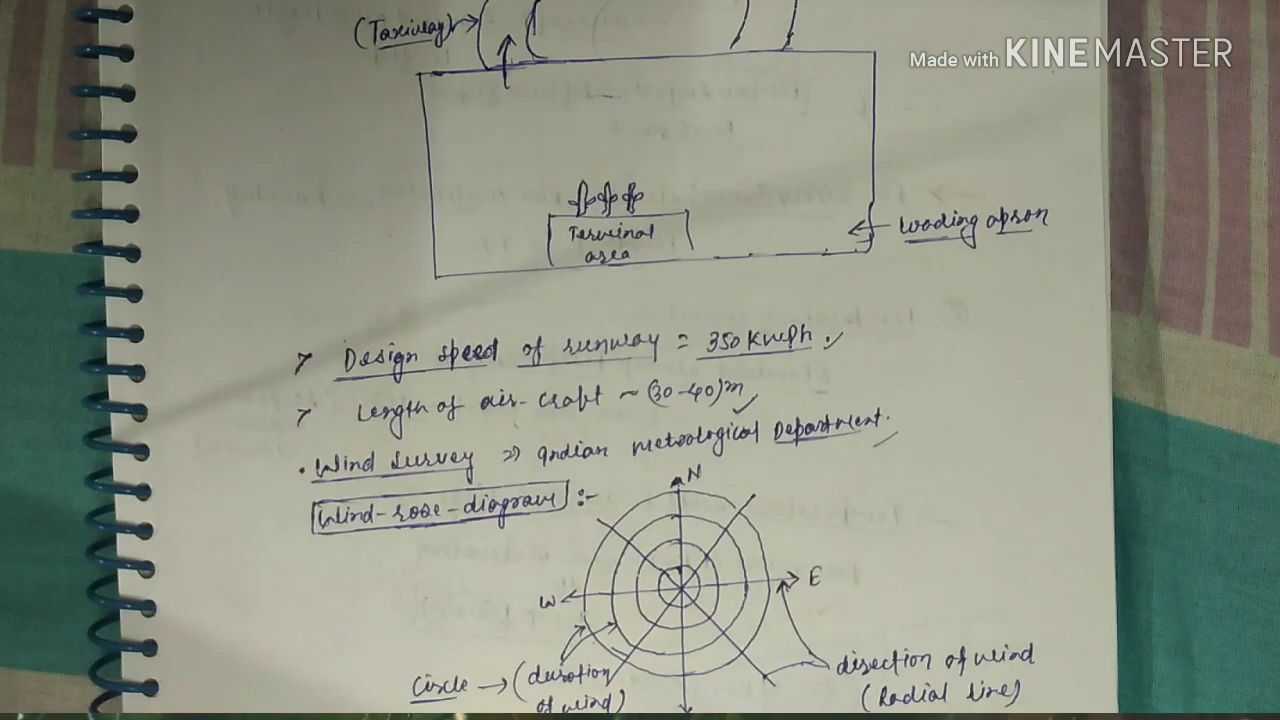 Made with KINEMASTER
(Taxiway)
Terminal
area
loading apron
> Design speed of runway = 350 Kmph.
> Length of air-craft ~ (30-40)m
• Wind Survey => Indian metrological Department.
Wind-rose-diagram :-
N
W
E
Circle → (duration
of wind)
direction of wind
(Radial line)